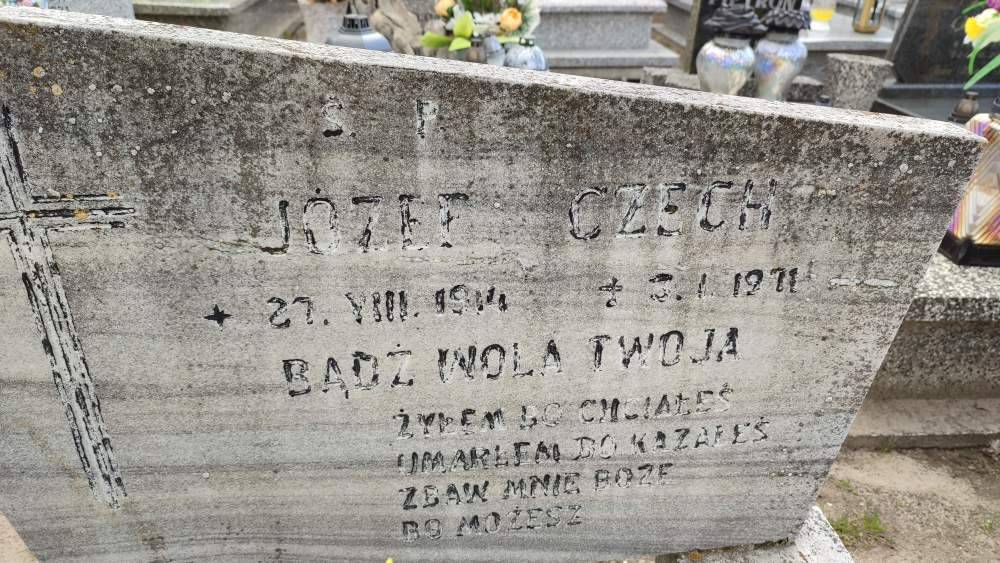 Ś. P.
JÓZEF CZECH
27. VIII. 1914 3. I. 1971
BĄDŹ WOLA TWOJA
ŻYŁEM BO CHCIAŁEŚ
UMARŁEM BO KAZAŁEŚ
ZBAW MNIE BOŻE
BO MOŻESZ